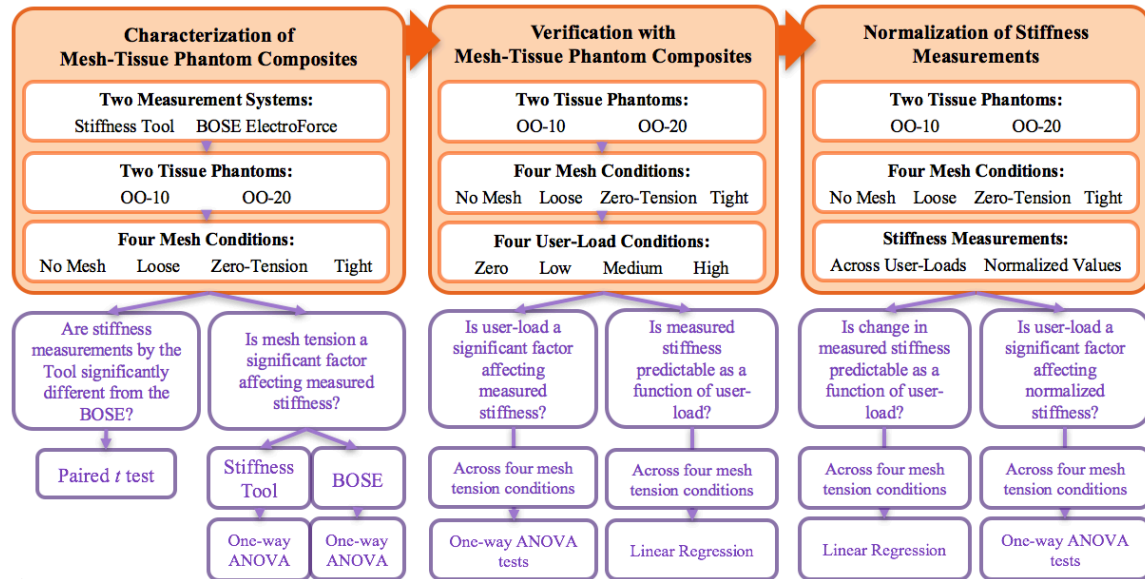 Characterization of
Mesh-Tissue Phantom Composites
Two Measurement Systems:
Stiffness Tool BOSE ElectroForce
Two Tissue Phantoms:
OO-10 OO-20
Four Mesh Conditions:
No Mesh Loose Zero-Tension Tight
Are stiffness
measurements by the
Tool significantly
different from the
BOSE?
Paired t test
Is mesh tension a
significant factor
affecting measured
stiffness?
Stiffness
Tool
One-way
ANOVA
BOSE
One-way
ANOVA
Verification with
Mesh-Tissue Phantom Composites
Two Tissue Phantoms:
OO-10 OO-20
Four Mesh Conditions:
No Mesh Loose Zero-Tension Tight
Four User-Load Conditions:
Zero Low Medium High
Is user-load a
significant factor
affecting
measured
stiffness?
Across four mesh
tension conditions
One-way ANOVA
tests
Is measured
stiffness
predictable as a
function of user-
load?
Across four mesh
tension conditions
Linear Regression
Normalization of Stiffness
Measurements
Two Tissue Phantoms:
OO-10 OO-20
Four Mesh Conditions:
No Mesh Loose Zero-Tension Tight
Stiffness Measurements:
Across User-Loads Normalized Values
Is change in
measured stiffness
predictable as a
function of user-
load?
Across four mesh
tension conditions
Linear Regression
Is user-load a
significant factor
affecting
normalized
stiffness?
Across four mesh
tension conditions
One-way ANOVA
tests